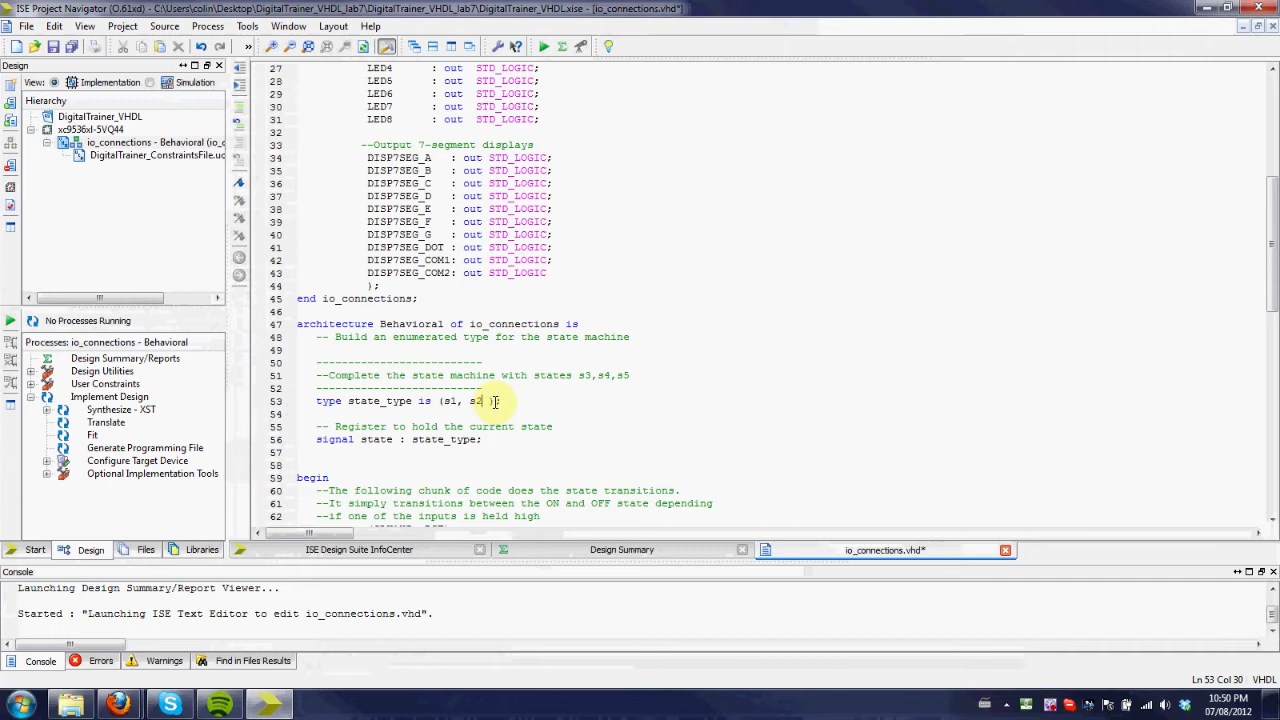 ISE Project Navigator (O.61xd) - C:\Users\colin\Desktop\DigitalTrainer_VHDL_lab7\DigitalTrainer_VHDL_lab7\DigitalTrainer_VHDL.xise - [io_connections.vhd*]
File Edit View Project Source Process Tools Window Layout Help
Design
View: Implementation Simulation
Hierarchy
DigitalTrainer_VHDL
xc9536xl-5VQ44
io_connections - Behavioral (io_c
DigitalTrainer_ConstraintsFile.uc
No Processes Running
Processes: io_connections - Behavioral
Design Summary/Reports
Design Utilities
User Constraints
Implement Design
Synthesize - XST
Translate
Fit
Generate Programming File
Configure Target Device
Optional Implementation Tools
Start Design Files Libraries
27 LED4 : out STD_LOGIC;
28 LED5 : out STD_LOGIC;
29 LED6 : out STD_LOGIC;
30 LED7 : out STD_LOGIC;
31 LED8 : out STD_LOGIC;
32
33 --Output 7-segment displays
34 DISP7SEG_A : out STD_LOGIC;
35 DISP7SEG_B : out STD_LOGIC;
36 DISP7SEG_C : out STD_LOGIC;
37 DISP7SEG_D : out STD_LOGIC;
38 DISP7SEG_E : out STD_LOGIC;
39 DISP7SEG_F : out STD_LOGIC;
40 DISP7SEG_G : out STD_LOGIC;
41 DISP7SEG_DOT : out STD_LOGIC;
42 DISP7SEG_COM1: out STD_LOGIC;
43 DISP7SEG_COM2: out STD_LOGIC
44 );
45 end io_connections;
46
47 architecture Behavioral of io_connections is
48 -- Build an enumerated type for the state machine
49
50 --------------------------
51 --Complete the state machine with states s3,s4,s5
52 --------------------------
53 type state_type is (s1, s2 );
54
55 -- Register to hold the current state
56 signal state : state_type;
57
58
59 begin
60 --The following chunk of code does the state transitions.
61 --It simply transitions between the ON and OFF state depending
62 --if one of the inputs is held high
ISE Design Suite InfoCenter Design Summary io_connections.vhd*
Console
Launching Design Summary/Report Viewer...
Started : "Launching ISE Text Editor to edit io_connections.vhd".
Console Errors Warnings Find in Files Results
Ln 53 Col 30 VHDL
10:50 PM
07/08/2012